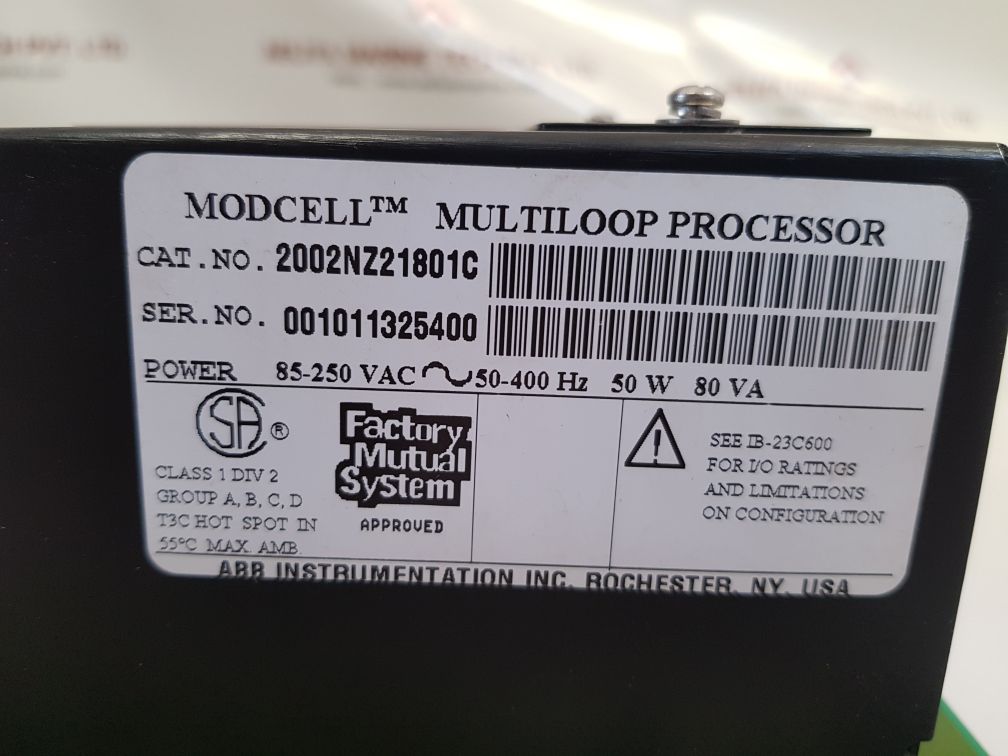 MODCELL™ MULTILOOP PROCESSOR
CAT.NO. 2002NZ21801C
SER.NO. 001011325400
POWER 85-250 VAC 50-400 Hz 50 W 80 VA
SA ®
CLASS 1 DIV 2
GROUP A, B, C, D
T3C HOT SPOT IN
55°C MAX. AMB.
Factory
Mutual
System
APPROVED
SEE IB-23C600
FOR I/O RATINGS
AND LIMITATIONS
ON CONFIGURATION
ABB INSTRUMENTATION INC. ROCHESTER, NY, USA